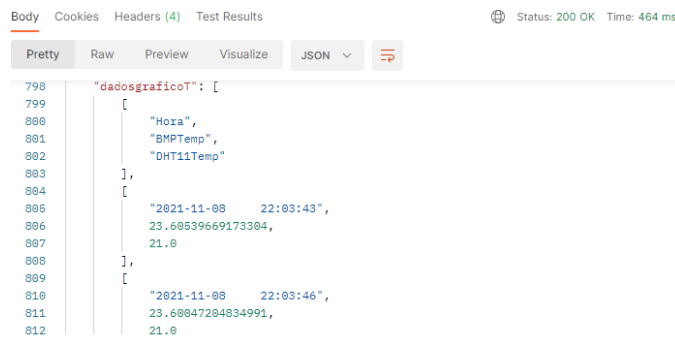 Body Cookies Headers (4) Test Results Status: 200 OK Time: 464 ms
Pretty Raw Preview Visualize JSON
798 "dadosgraficoT": [
799 [
800 "Hora",
801 "BMPTemp",
802 "DHT11Temp"
803 ],
804 [
805 "2021-11-08     22:03:43",
806 23.60539669173304,
807 21.0
808 ],
809 [
810 "2021-11-08     22:03:46",
811 23.60047204834991,
812 21.0